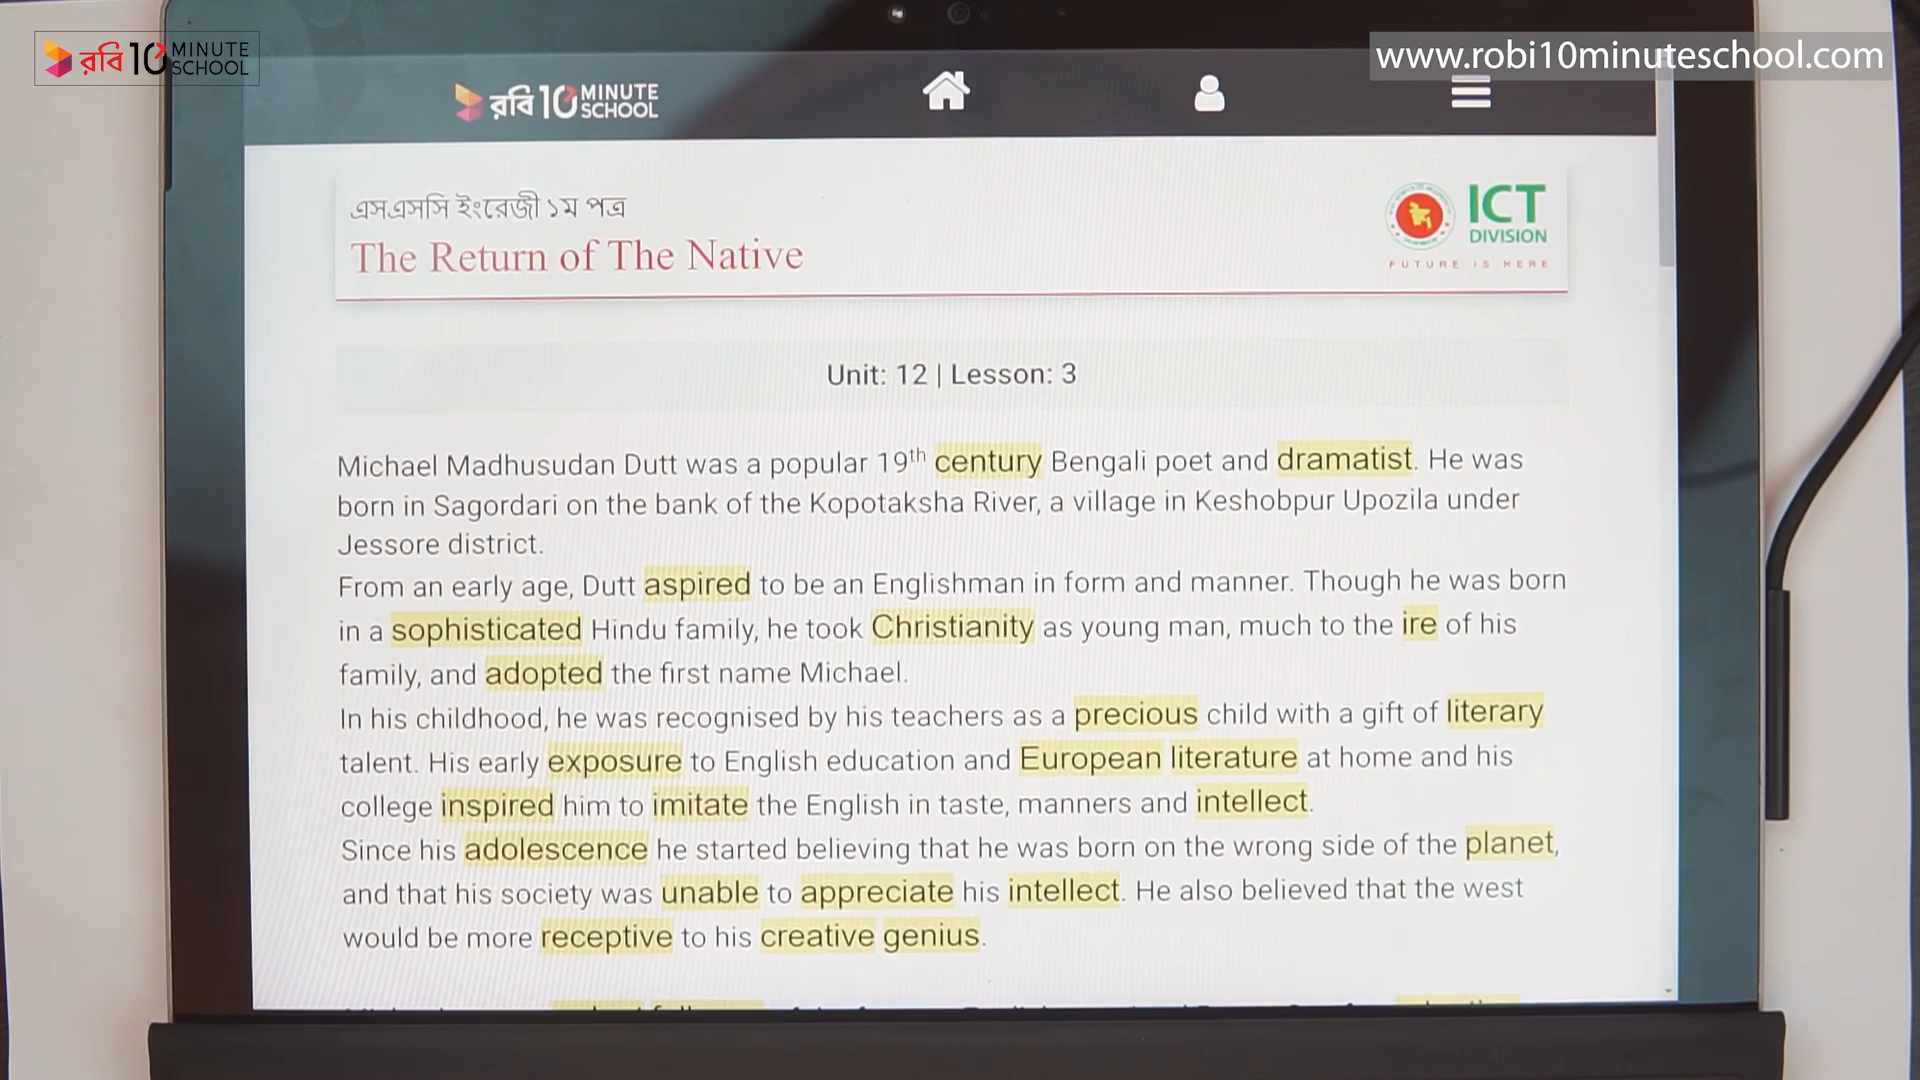 রবি 10 MINUTE SCHOOL
www.robi10minuteschool.com
রবি 10 MINUTE SCHOOL
এসএসসি ইংরেজী ১ম পত্র
The Return of The Native
ICT
DIVISION
FUTURE IS HERE
Unit: 12 | Lesson: 3
Michael Madhusudan Dutt was a popular 19th century Bengali poet and dramatist. He was
born in Sagordari on the bank of the Kopotaksha River, a village in Keshobpur Upozila under
Jessore district.
From an early age, Dutt aspired to be an Englishman in form and manner. Though he was born
in a sophisticated Hindu family, he took Christianity as young man, much to the ire of his
family, and adopted the first name Michael.
In his childhood, he was recognised by his teachers as a precious child with a gift of literary
talent. His early exposure to English education and European literature at home and his
college inspired him to imitate the English in taste, manners and intellect.
Since his adolescence he started believing that he was born on the wrong side of the planet,
and that his society was unable to appreciate his intellect. He also believed that the west
would be more receptive to his creative genius.